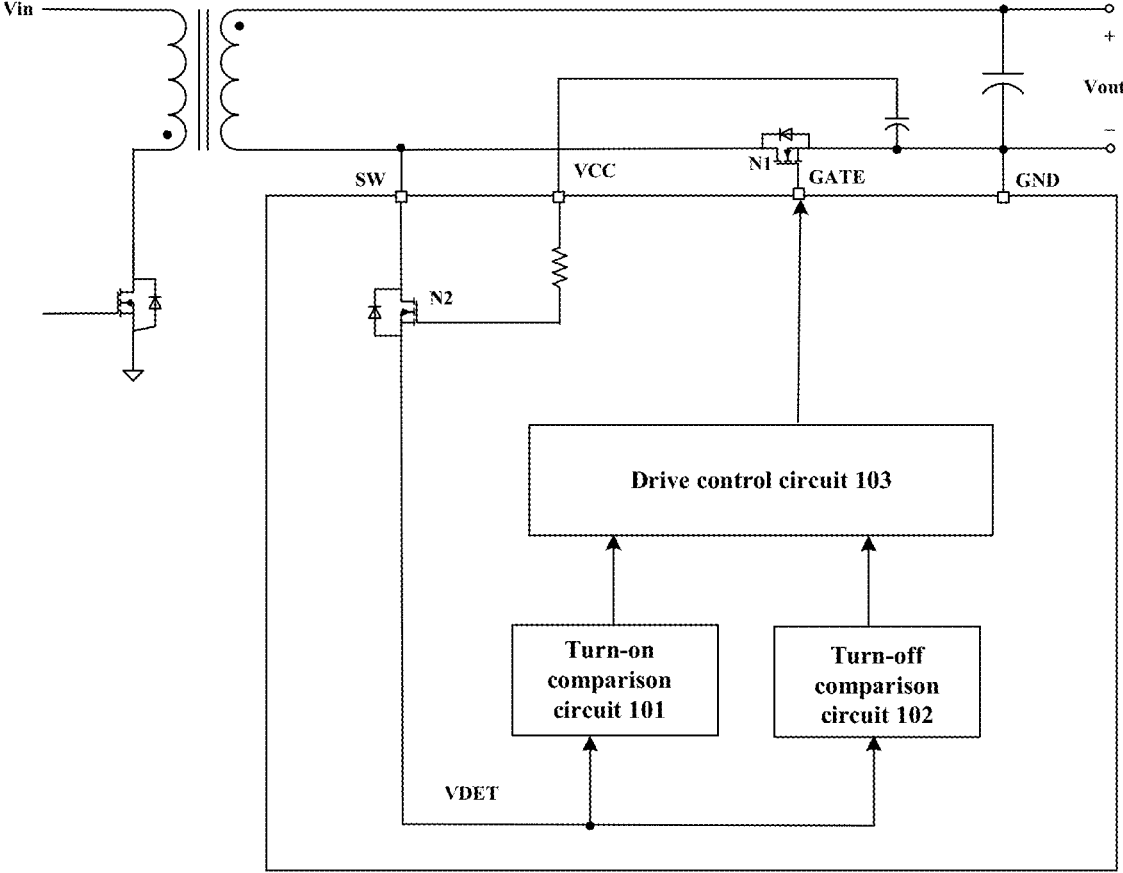 Vin
+
Vout
−
N1
SW
VCC
GATE
GND
N2
Drive control circuit 103
Turn-on
comparison
circuit 101
Turn-off
comparison
circuit 102
VDET